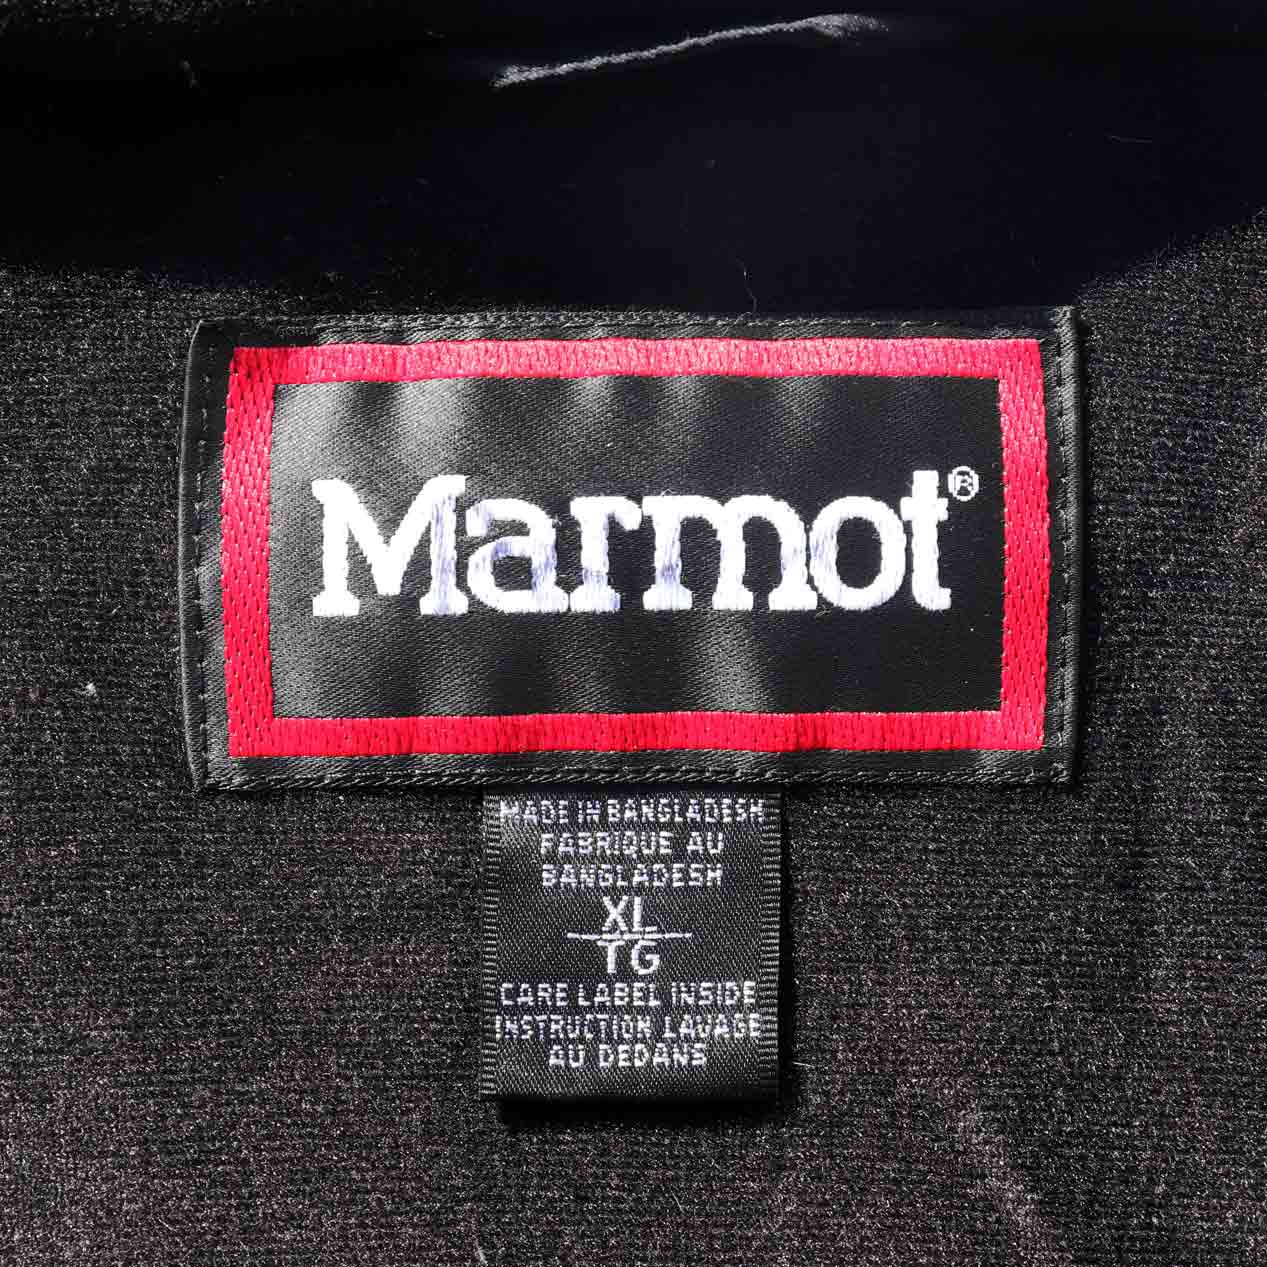 Marmot®
MADE IN BANGLADESH
FABRIQUE AU
BANGLADESH
XL
TG
CARE LABEL INSIDE
INSTRUCTION LAVAGE
AU DEDANS